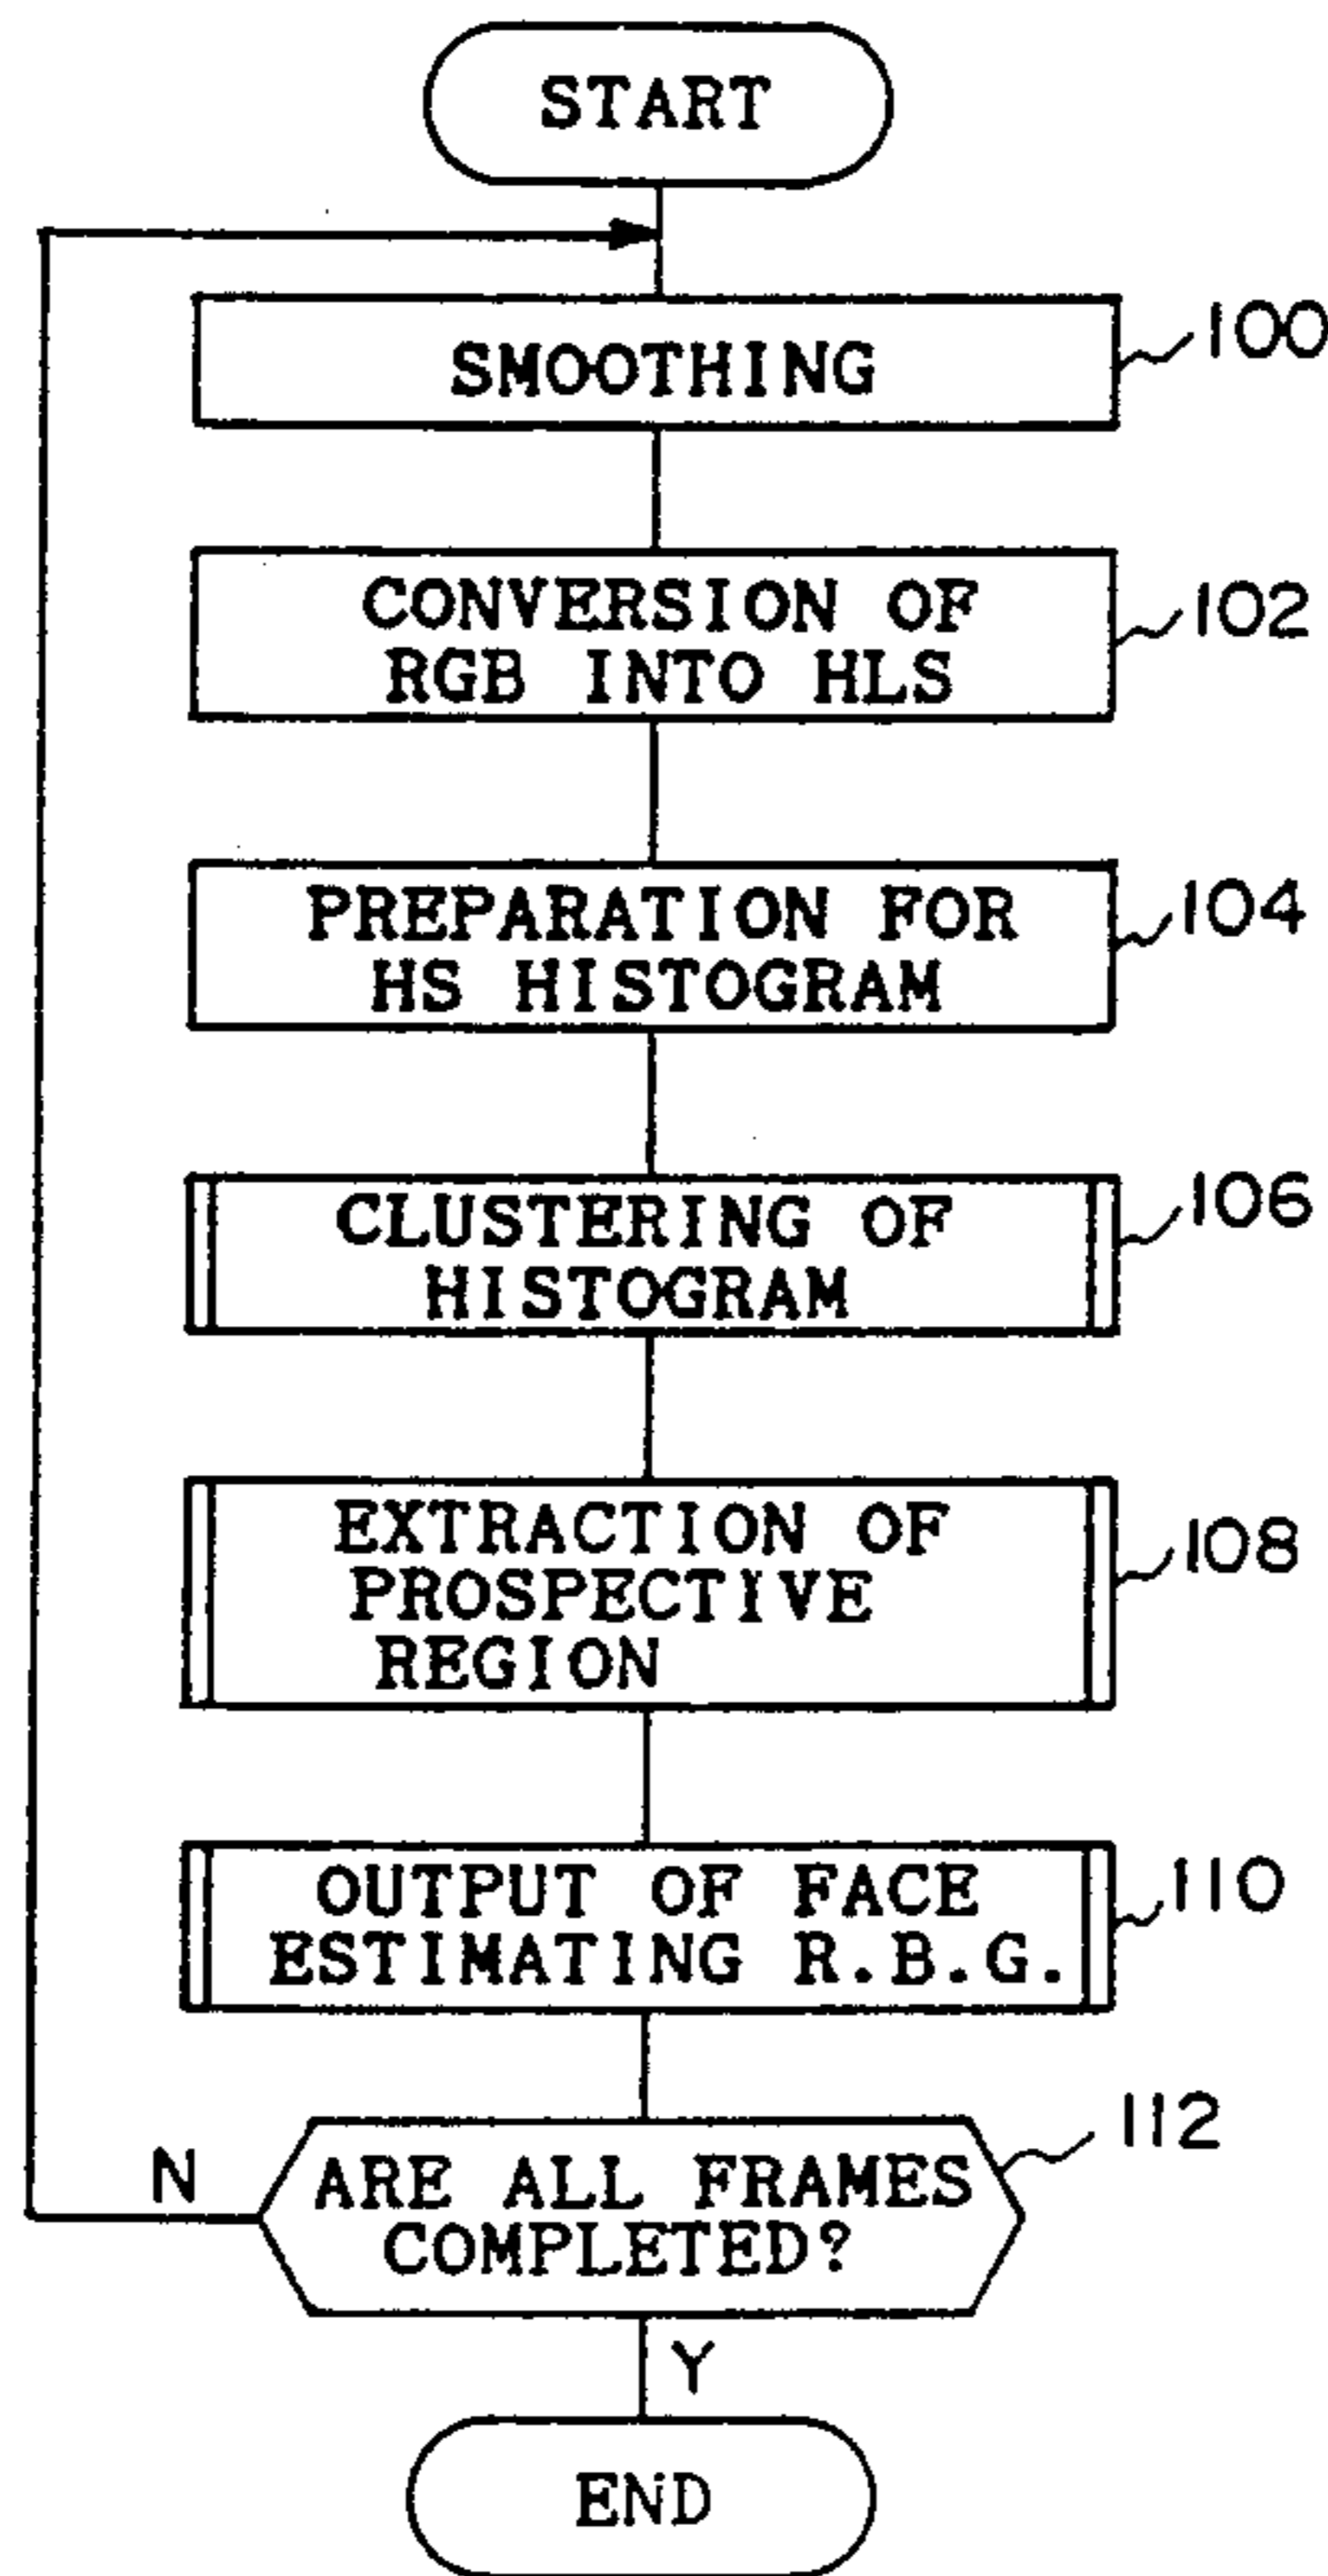 START
SMOOTHING
100
CONVERSION OF
RGB INTO HLS
102
PREPARATION FOR
HS HISTOGRAM
104
CLUSTERING OF
HISTOGRAM
106
EXTRACTION OF
PROSPECTIVE
REGION
108
OUTPUT OF FACE
ESTIMATING R.B.G.
110
ARE ALL FRAMES
COMPLETED?
112
N
Y
END